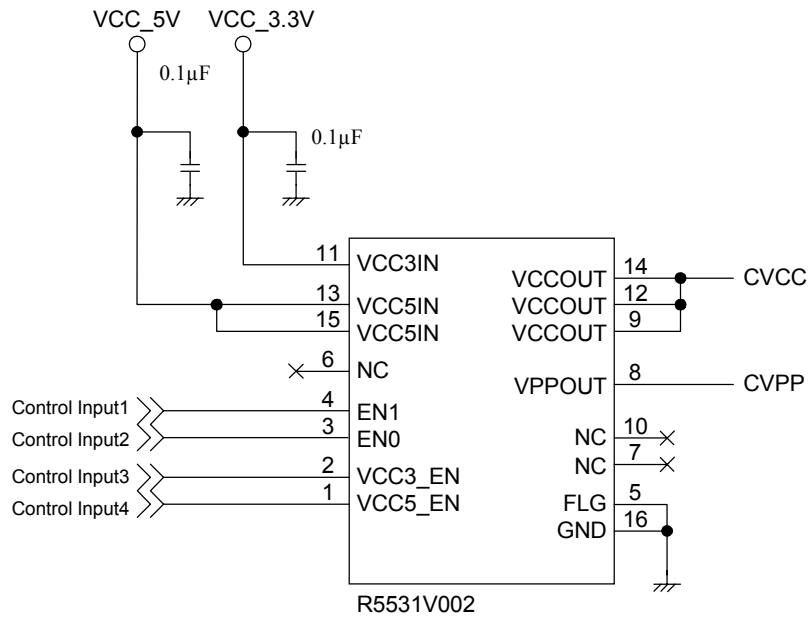 VCC_5V VCC_3.3V
0.1µF
0.1µF
11 VCC3IN
13 VCC5IN
15 VCC5IN
6 NC
Control Input1 4 EN1
Control Input2 3 EN0
Control Input3 2 VCC3_EN
Control Input4 1 VCC5_EN
VCCOUT 14 CVCC
VCCOUT 12
VCCOUT 9
VPPOUT 8 CVPP
NC 10
NC 7
FLG 5
GND 16
R5531V002